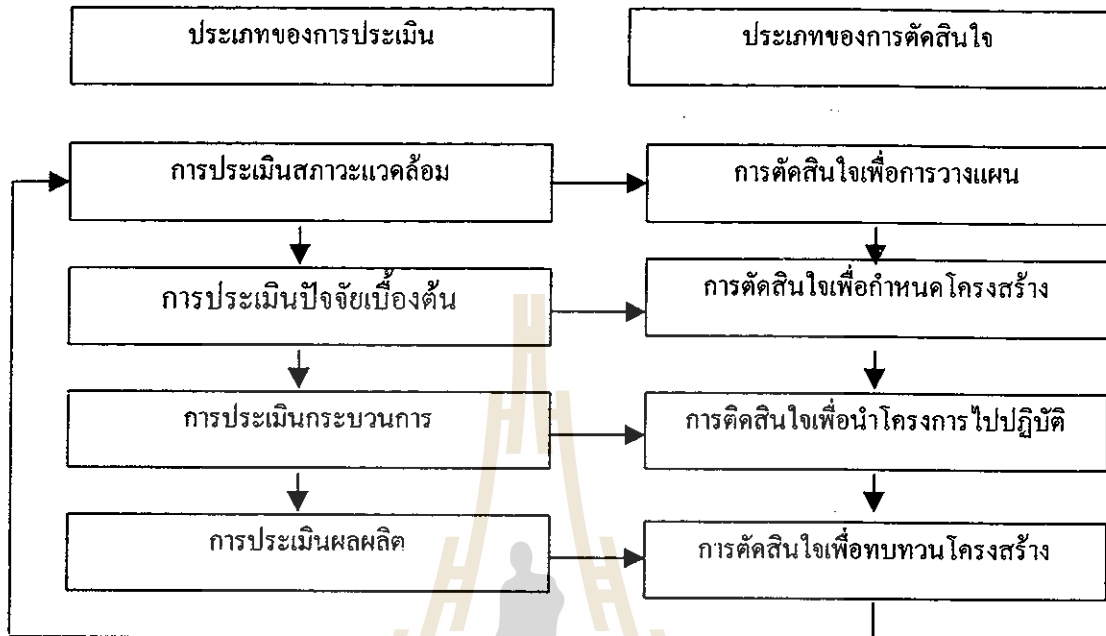 ประเภทของการประเมิน
ประเภทของการตัดสินใจ
การประเมินสภาวะแวดล้อม
การตัดสินใจเพื่อการวางแผน
การประเมินปัจจัยเบื้องต้น
การตัดสินใจเพื่อกำหนดโครงสร้าง
การประเมินกระบวนการ
การติดสินใจเพื่อนำโครงการไปปฏิบัติ
การประเมินผลผลิต
การตัดสินใจเพื่อทบทวนโครงสร้าง